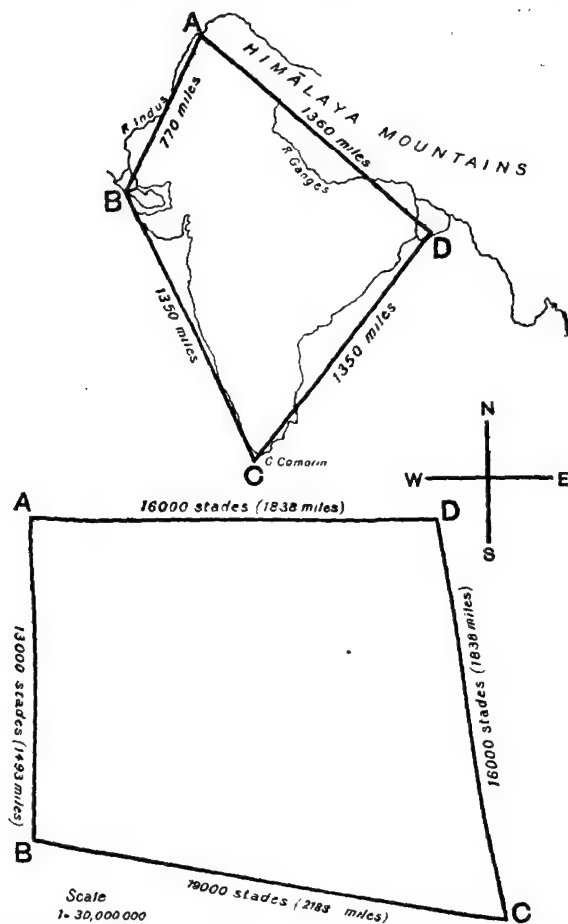 A
HIMĀLAYA MOUNTAINS
R. Indus
770 miles
1360 miles
R Ganges
B
D
1350 miles
1350 miles
C
C Comorin
N
W
E
S
A
16000 stades (1838 miles)
D
13000 stades (1493 miles)
16000 stades (1838 miles)
B
19000 stades (2183 miles)
C
Scale
1 - 30,000,000